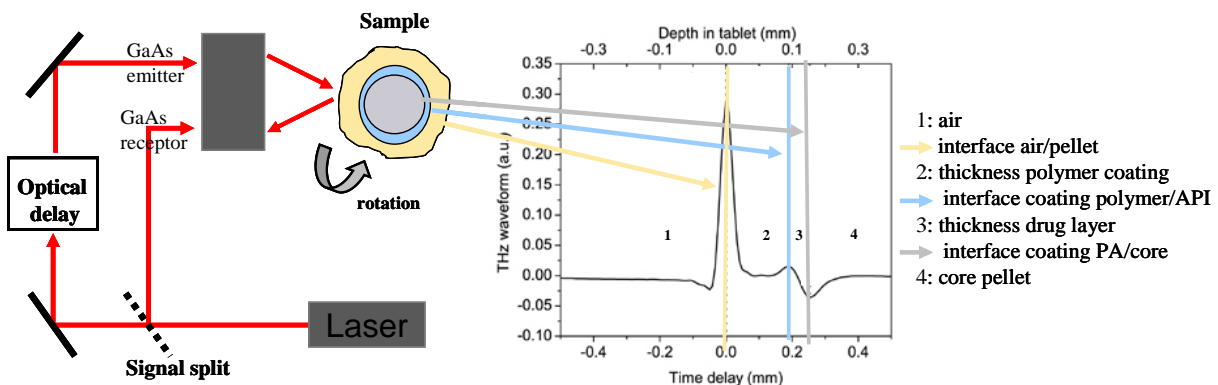 Sample
GaAs
emitter
GaAs
receptor
Optical
delay
rotation
Laser
Signal split
Depth in tablet (mm)
-0.3 -0.1 0.0 0.1 0.3
THz waveform (a.u.)
0.35
0.30
0.25
0.20
0.15
0.10
0.05
0.00
-0.05
-0.10
1 2 3 4
-0.4 -0.2 0.0 0.2 0.4
Time delay (mm)
1: air
interface air/pellet
2: thickness polymer coating
interface coating polymer/API
3: thickness drug layer
interface coating PA/core
4: core pellet